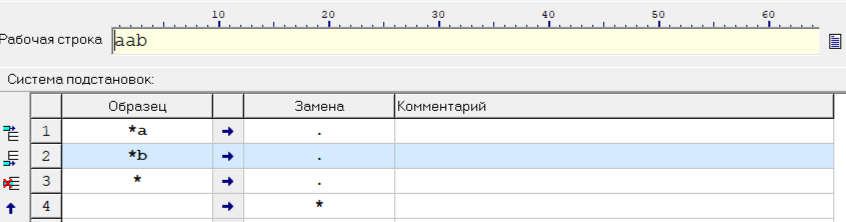 10 20 30 40 50 60
Рабочая строка aab
Система подстановок:
Образец Замена Комментарий
1 *a → .
2 *b → .
3 * → .
4 → *